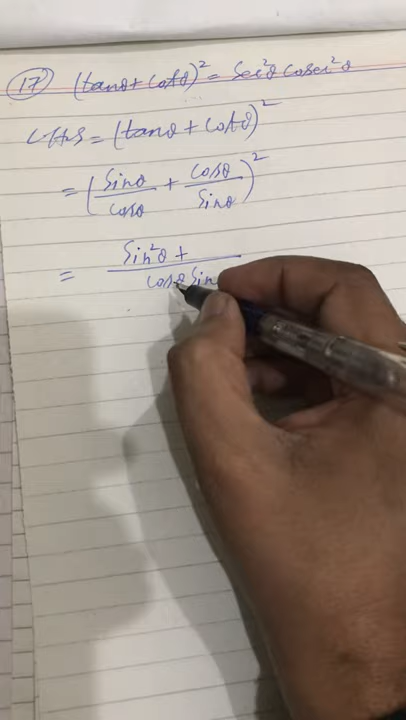 17 (tanθ + cotθ)² = Sec²θ Cosec²θ
LHS = (tanθ + Cotθ)²
= (Sinθ/Cosθ + Cosθ/Sinθ)²
= Sin²θ + / Cosθ Sin